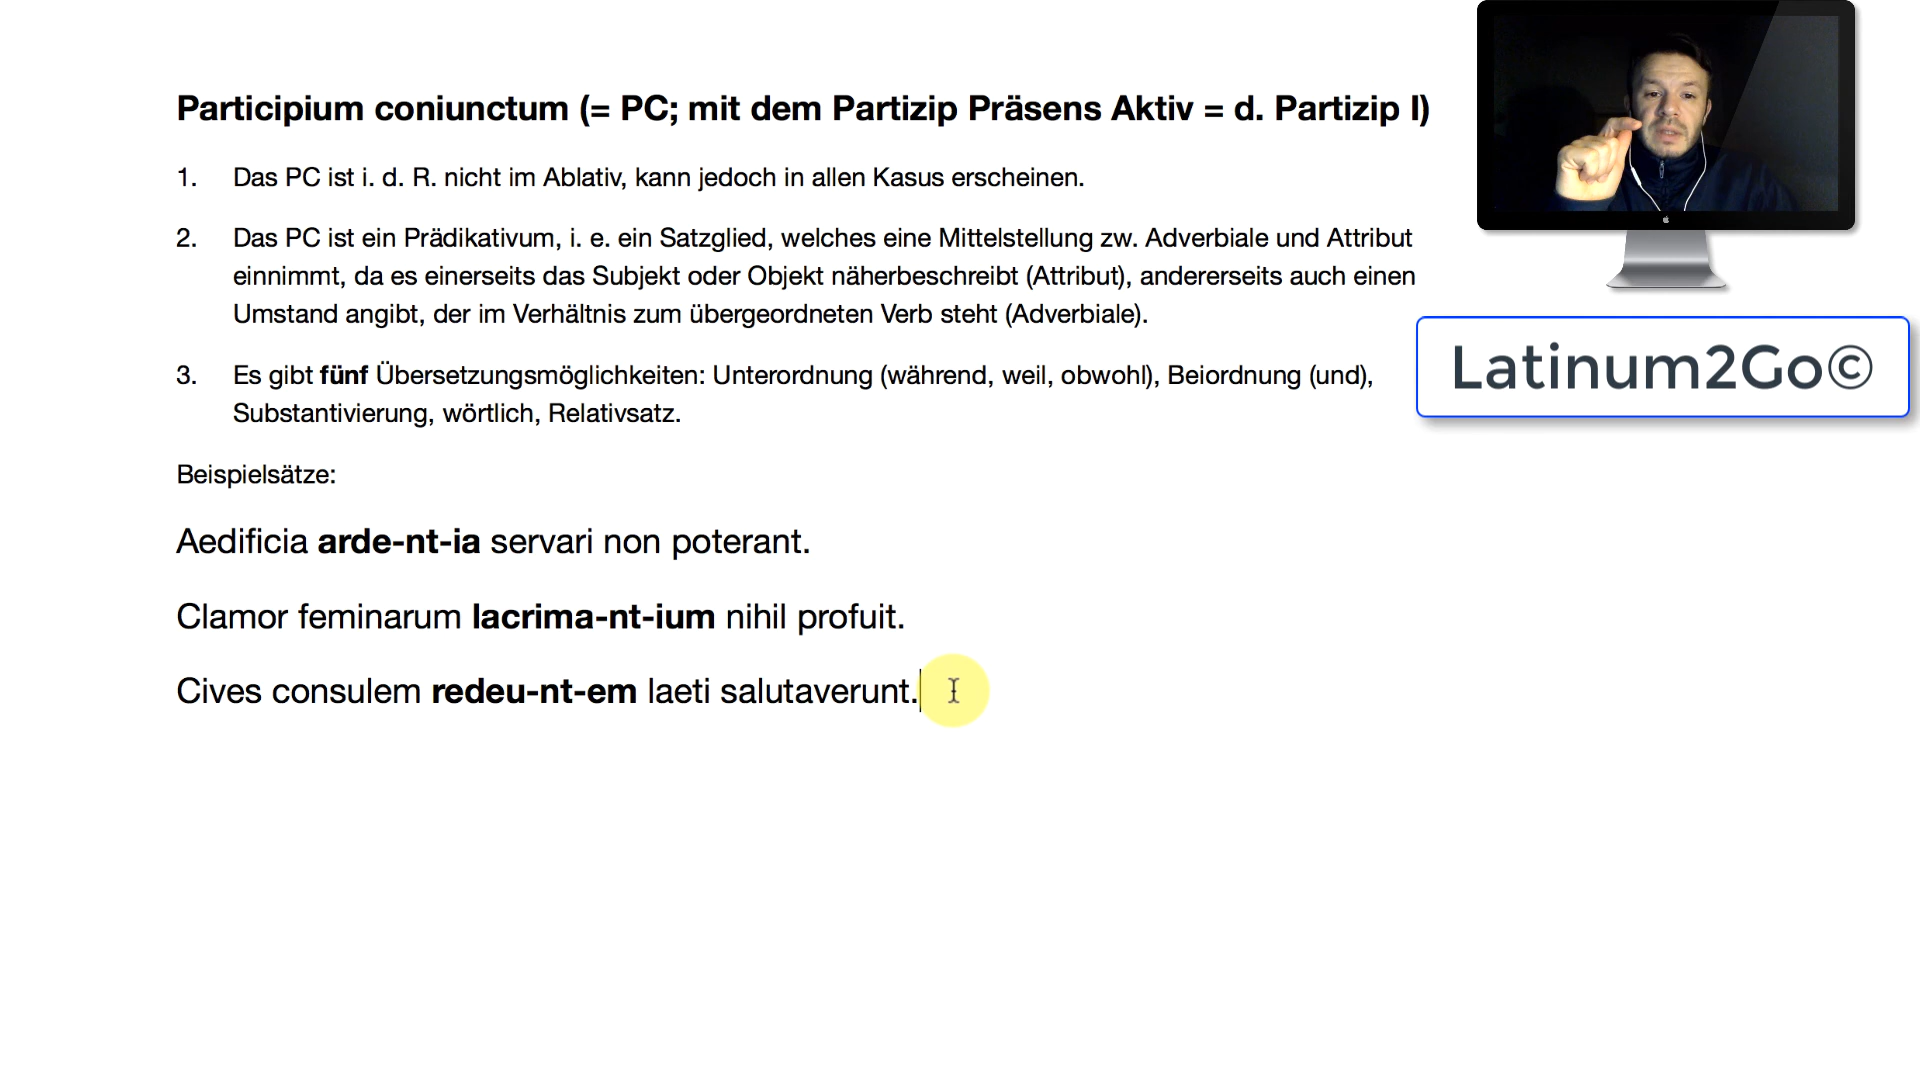 Participium coniunctum (= PC; mit dem Partizip Präsens Aktiv = d. Partizip I)
1. Das PC ist i. d. R. nicht im Ablativ, kann jedoch in allen Kasus erscheinen.
2. Das PC ist ein Prädikativum, i. e. ein Satzglied, welches eine Mittelstellung zw. Adverbiale und Attribut
einnimmt, da es einerseits das Subjekt oder Objekt näherbeschreibt (Attribut), andererseits auch einen
Umstand angibt, der im Verhältnis zum übergeordneten Verb steht (Adverbiale).
3. Es gibt fünf Übersetzungsmöglichkeiten: Unterordnung (während, weil, obwohl), Beiordnung (und),
Substantivierung, wörtlich, Relativsatz.
Beispielsätze:
Aedificia arde-nt-ia servari non poterant.
Clamor feminarum lacrima-nt-ium nihil profuit.
Cives consulem redeu-nt-em laeti salutaverunt.
Latinum2Go©